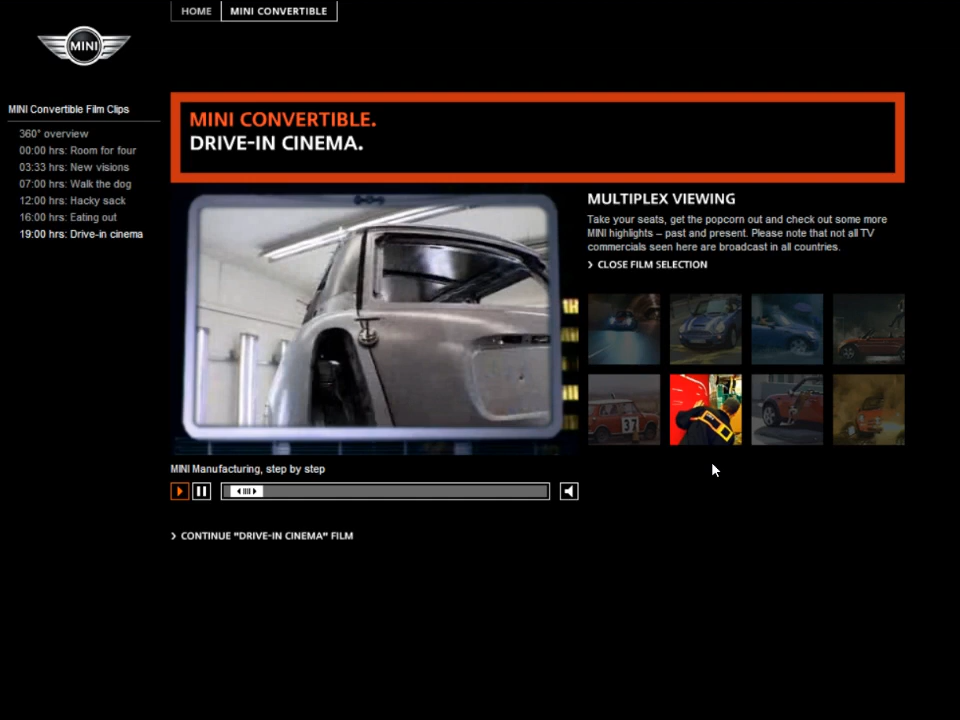 HOME
MINI CONVERTIBLE
MINI
MINI Convertible Film Clips
360° overview
00:00 hrs: Room for four
03:33 hrs: New visions
07:00 hrs: Walk the dog
12:00 hrs: Hacky sack
16:00 hrs: Eating out
19:00 hrs: Drive-in cinema
MINI CONVERTIBLE.
DRIVE-IN CINEMA.
MULTIPLEX VIEWING
Take your seats, get the popcorn out and check out some more
MINI highlights – past and present. Please note that not all TV
commercials seen here are broadcast in all countries.
CLOSE FILM SELECTION
37
MINI Manufacturing, step by step
CONTINUE "DRIVE-IN CINEMA" FILM